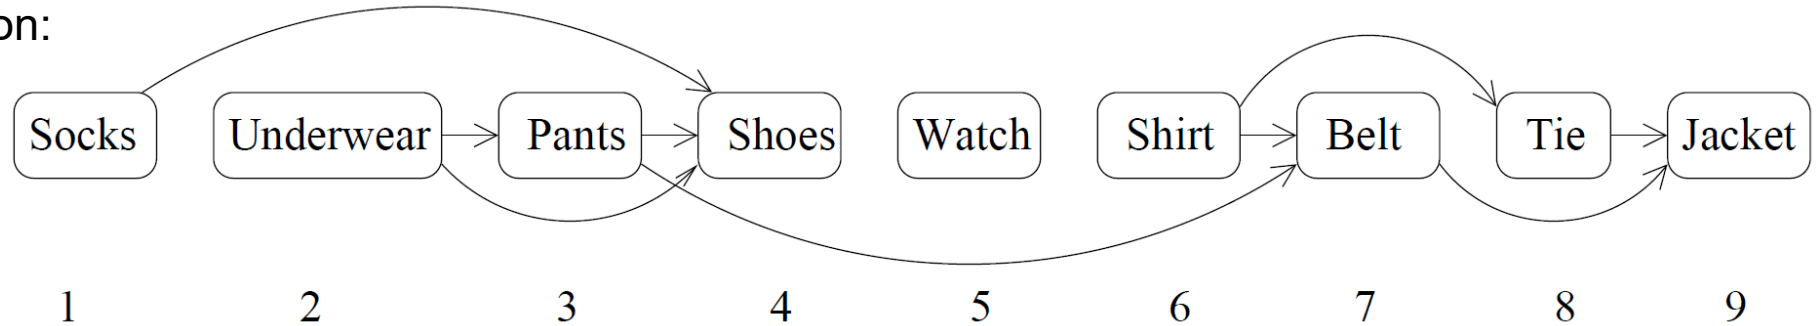 on:
Socks Underwear Pants Shoes Watch Shirt Belt Tie Jacket
1 2 3 4 5 6 7 8 9